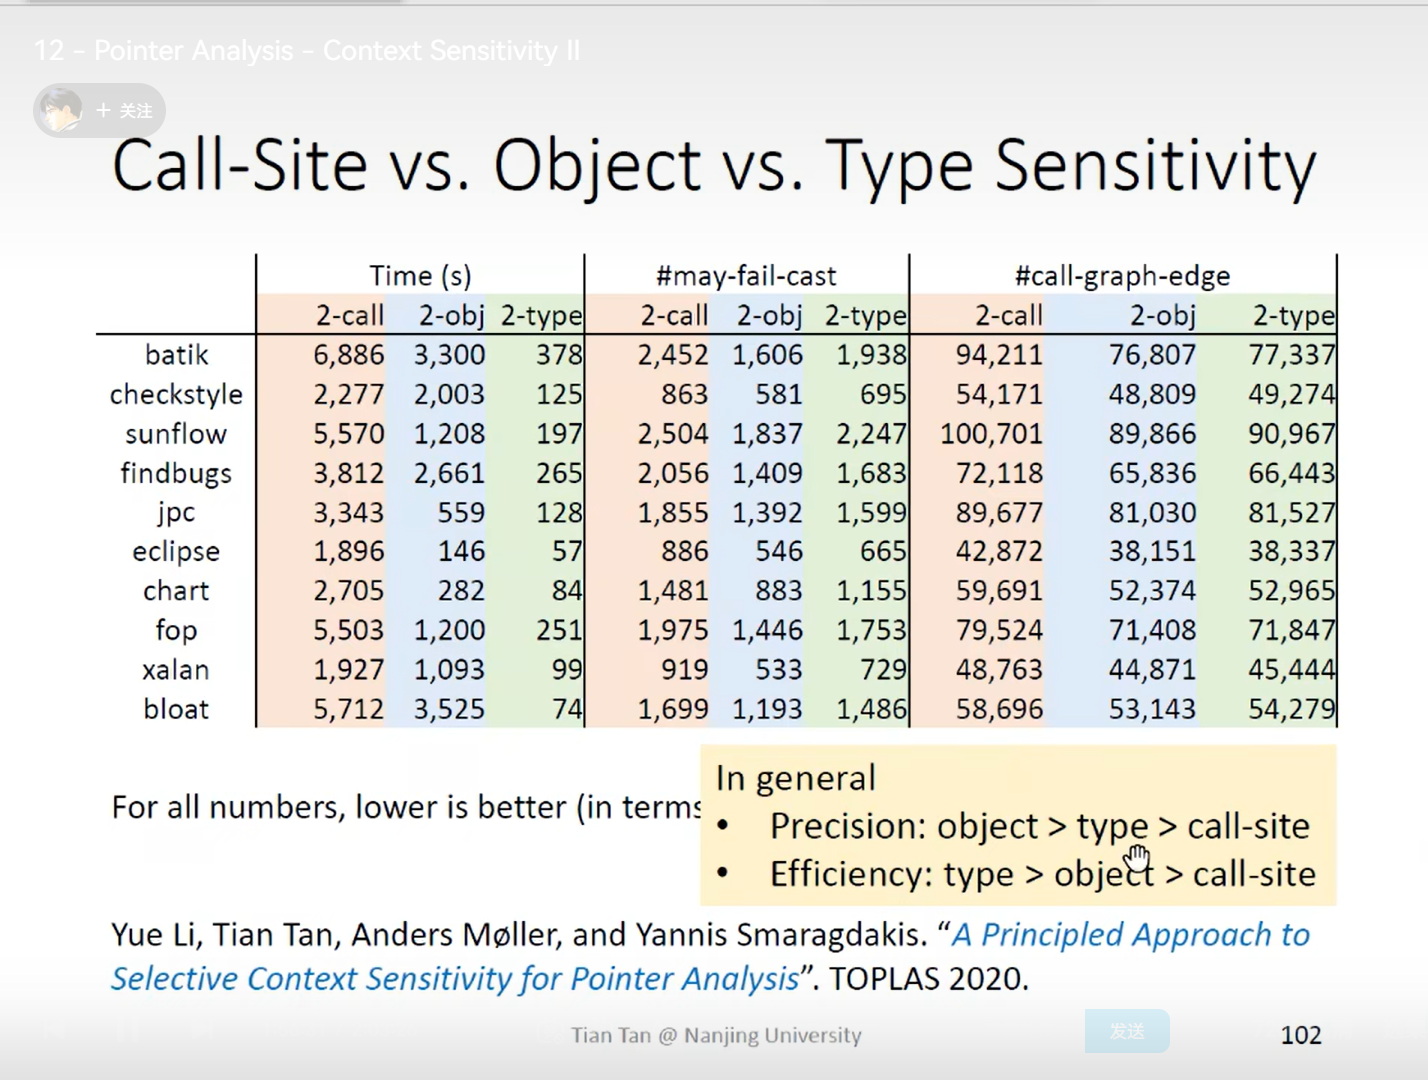 12 - Pointer Analysis - Context Sensitivity II
+ 关注
Call-Site vs. Object vs. Type Sensitivity
Time (s) #may-fail-cast #call-graph-edge
2-call 2-obj 2-type 2-call 2-obj 2-type 2-call 2-obj 2-type
batik 6,886 3,300 378 2,452 1,606 1,938 94,211 76,807 77,337
checkstyle 2,277 2,003 125 863 581 695 54,171 48,809 49,274
sunflow 5,570 1,208 197 2,504 1,837 2,247 100,701 89,866 90,967
findbugs 3,812 2,661 265 2,056 1,409 1,683 72,118 65,836 66,443
jpc 3,343 559 128 1,855 1,392 1,599 89,677 81,030 81,527
eclipse 1,896 146 57 886 546 665 42,872 38,151 38,337
chart 2,705 282 84 1,481 883 1,155 59,691 52,374 52,965
fop 5,503 1,200 251 1,975 1,446 1,753 79,524 71,408 71,847
xalan 1,927 1,093 99 919 533 729 48,763 44,871 45,444
bloat 5,712 3,525 74 1,699 1,193 1,486 58,696 53,143 54,279
For all numbers, lower is better (in terms
In general
• Precision: object > type > call-site
• Efficiency: type > object > call-site
Yue Li, Tian Tan, Anders Møller, and Yannis Smaragdakis. “A Principled Approach to
Selective Context Sensitivity for Pointer Analysis”. TOPLAS 2020.
Tian Tan @ Nanjing University
发送
102